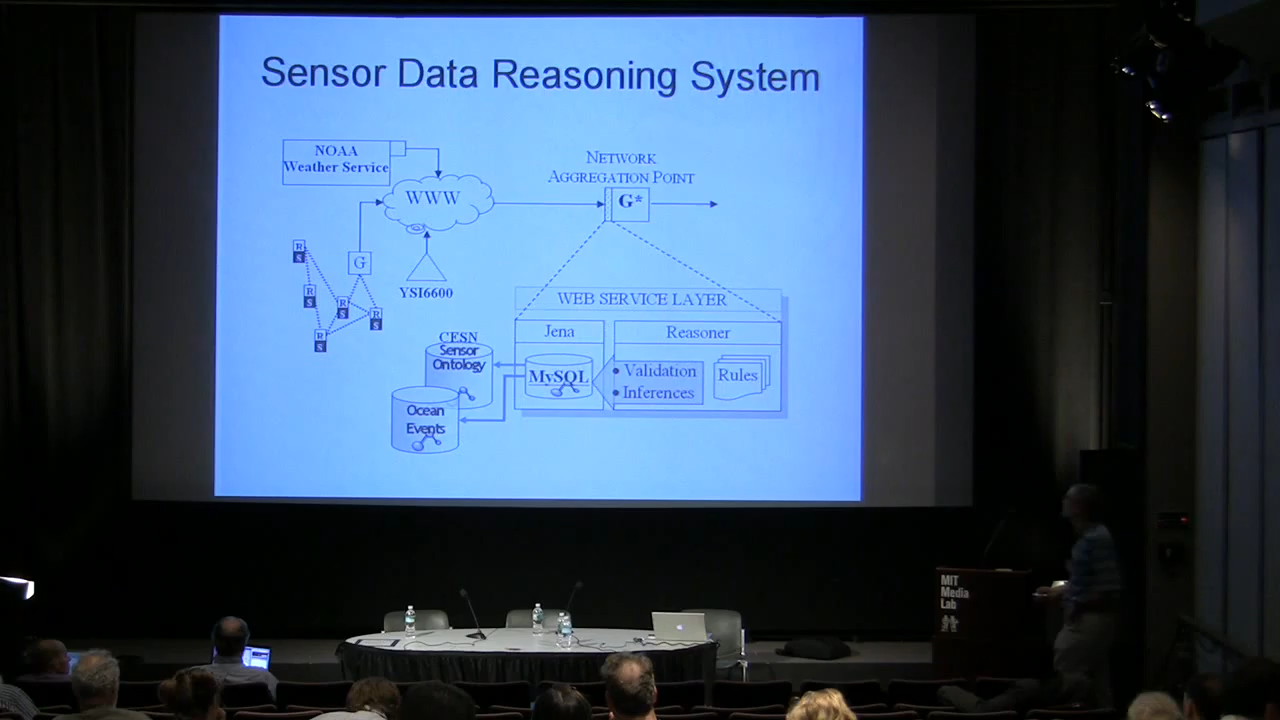 Sensor Data Reasoning System
NOAA
Weather Service
WWW
NETWORK
AGGREGATION POINT
G*
G
YSI6600
R
S
R
S
R
S
R
S
R
S
WEB SERVICE LAYER
Jena
Reasoner
CESN
Sensor
Ontology
MySQL
• Validation
• Inferences
Rules
Ocean
Events
MIT
Media
Lab